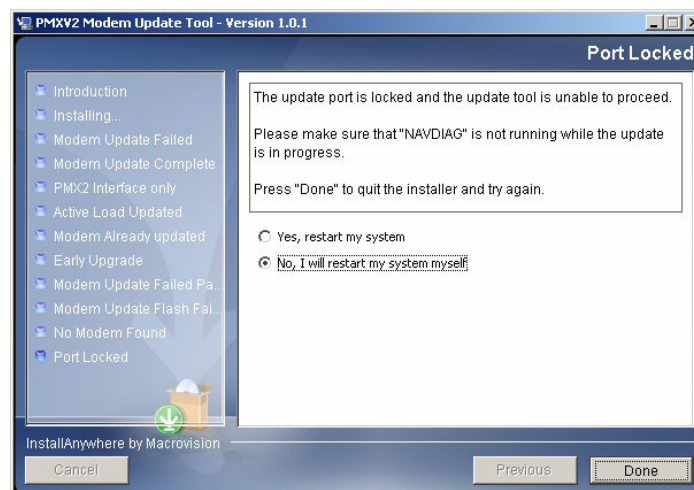 PMXV2 Modem Update Tool - Version 1.0.1
Port Locked
Introduction
Installing...
Modem Update Failed
Modem Update Complete
PMX2 Interface only
Active Load Updated
Modem Already updated
Early Upgrade
Modem Update Failed Pa...
Modem Update Flash Fai...
No Modem Found
Port Locked
The update port is locked and the update tool is unable to proceed.
Please make sure that "NAVDIAG" is not running while the update
is in progress.
Press "Done" to quit the installer and try again.
Yes, restart my system
No, I will restart my system myself
InstallAnywhere by Macrovision
Cancel
Previous
Done